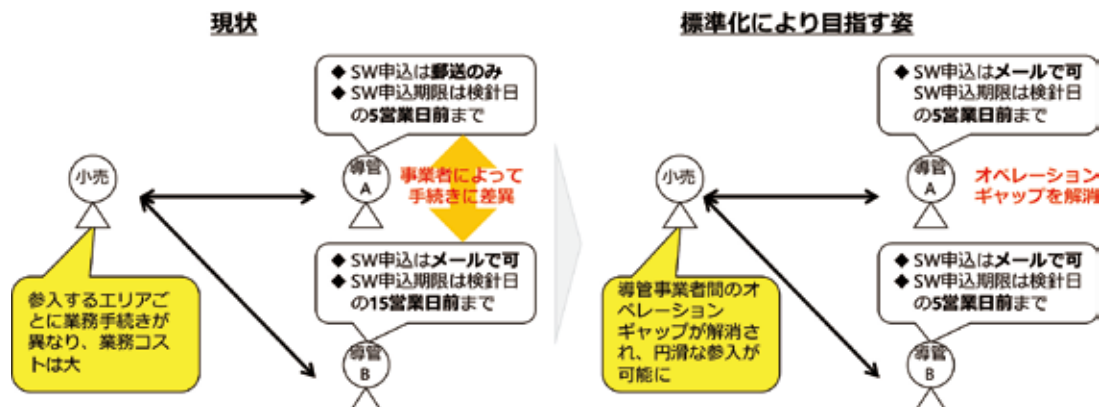 現状
◆ SW申込は郵送のみ
◆ SW申込期限は検針日
の5営業日前まで
小売
導管
A
事業者によって
手続きに差異
参入するエリアご
とに業務手続きが
異なり、業務コス
トは大
◆ SW申込はメールで可
◆ SW申込期限は検針日
の15営業日前まで
導管
B
標準化により目指す姿
◆ SW申込はメールで可
SW申込期限は検針日
の5営業日前まで
小売
導管
A
オペレーション
ギャップを解消
導管事業者間のオ
ペレーション
ギャップが解消さ
れ、円滑な参入が
可能に
◆ SW申込はメールで可
◆ SW申込期限は検針日
の5営業日前まで
導管
B